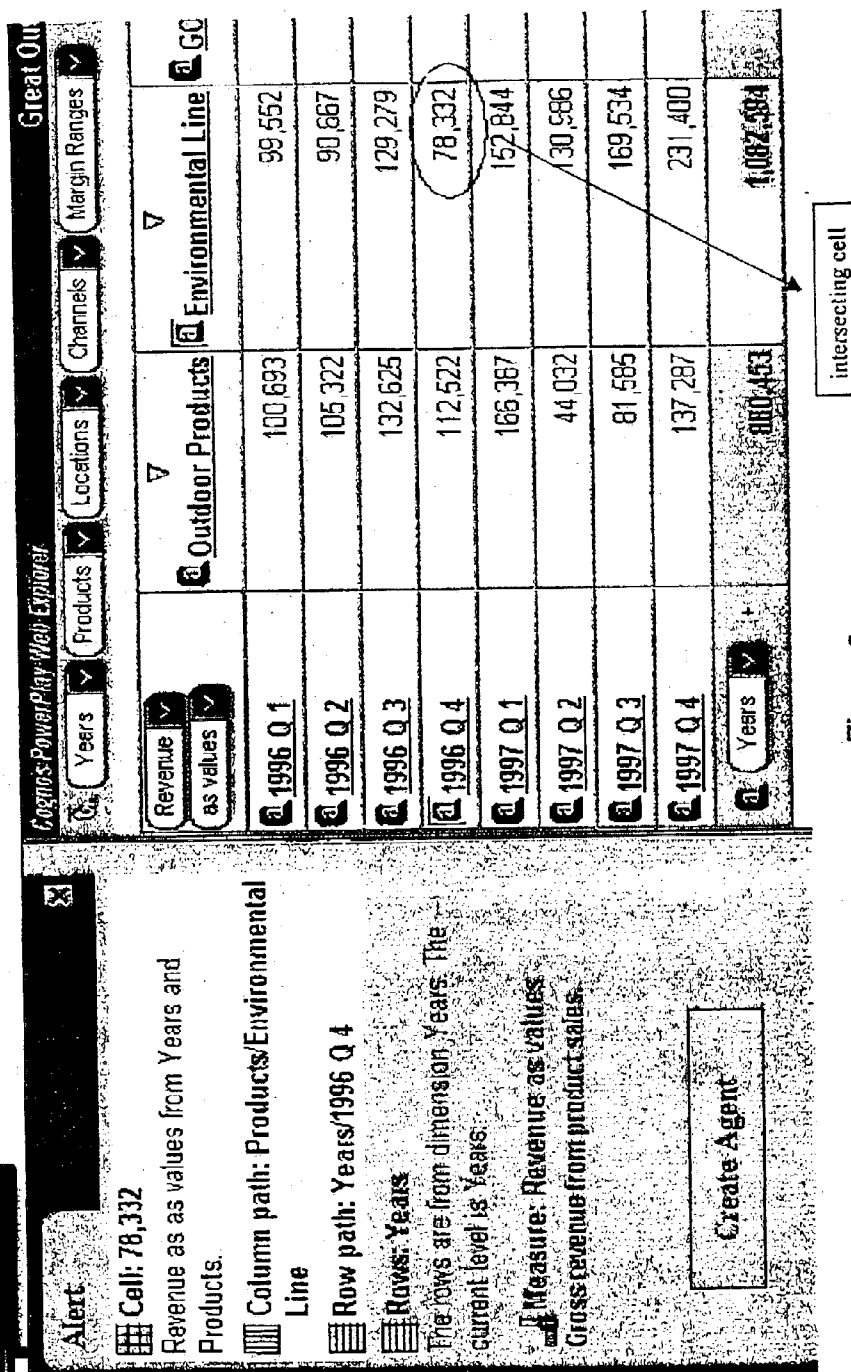 Alert
Cell: 78,332
Revenue as as values from Years and
Products.
Column path: Products/Environmental
Line
Row path: Years/1996 Q 4
Rows: Years
The rows are from dimension Years. The
current level is Years.
Measure: Revenue as values
Gross revenue from product sales.
Create Agent
Cognos PowerPlay Web Explorer Great Out
Years Products Locations Channels Margin Ranges
Revenue
as values
a Outdoor Products a Environmental Line a GO
a 1996 Q 1 100,693 99,552
a 1996 Q 2 105,322 90,667
a 1996 Q 3 132,625 129,279
a 1996 Q 4 112,522 78,332
a 1997 Q 1 166,387 152,844
a 1997 Q 2 44,032 130,986
a 1997 Q 3 81,585 169,534
a 1997 Q 4 137,287 231,400
a Years + 880,453 1,082,584
intersecting cell